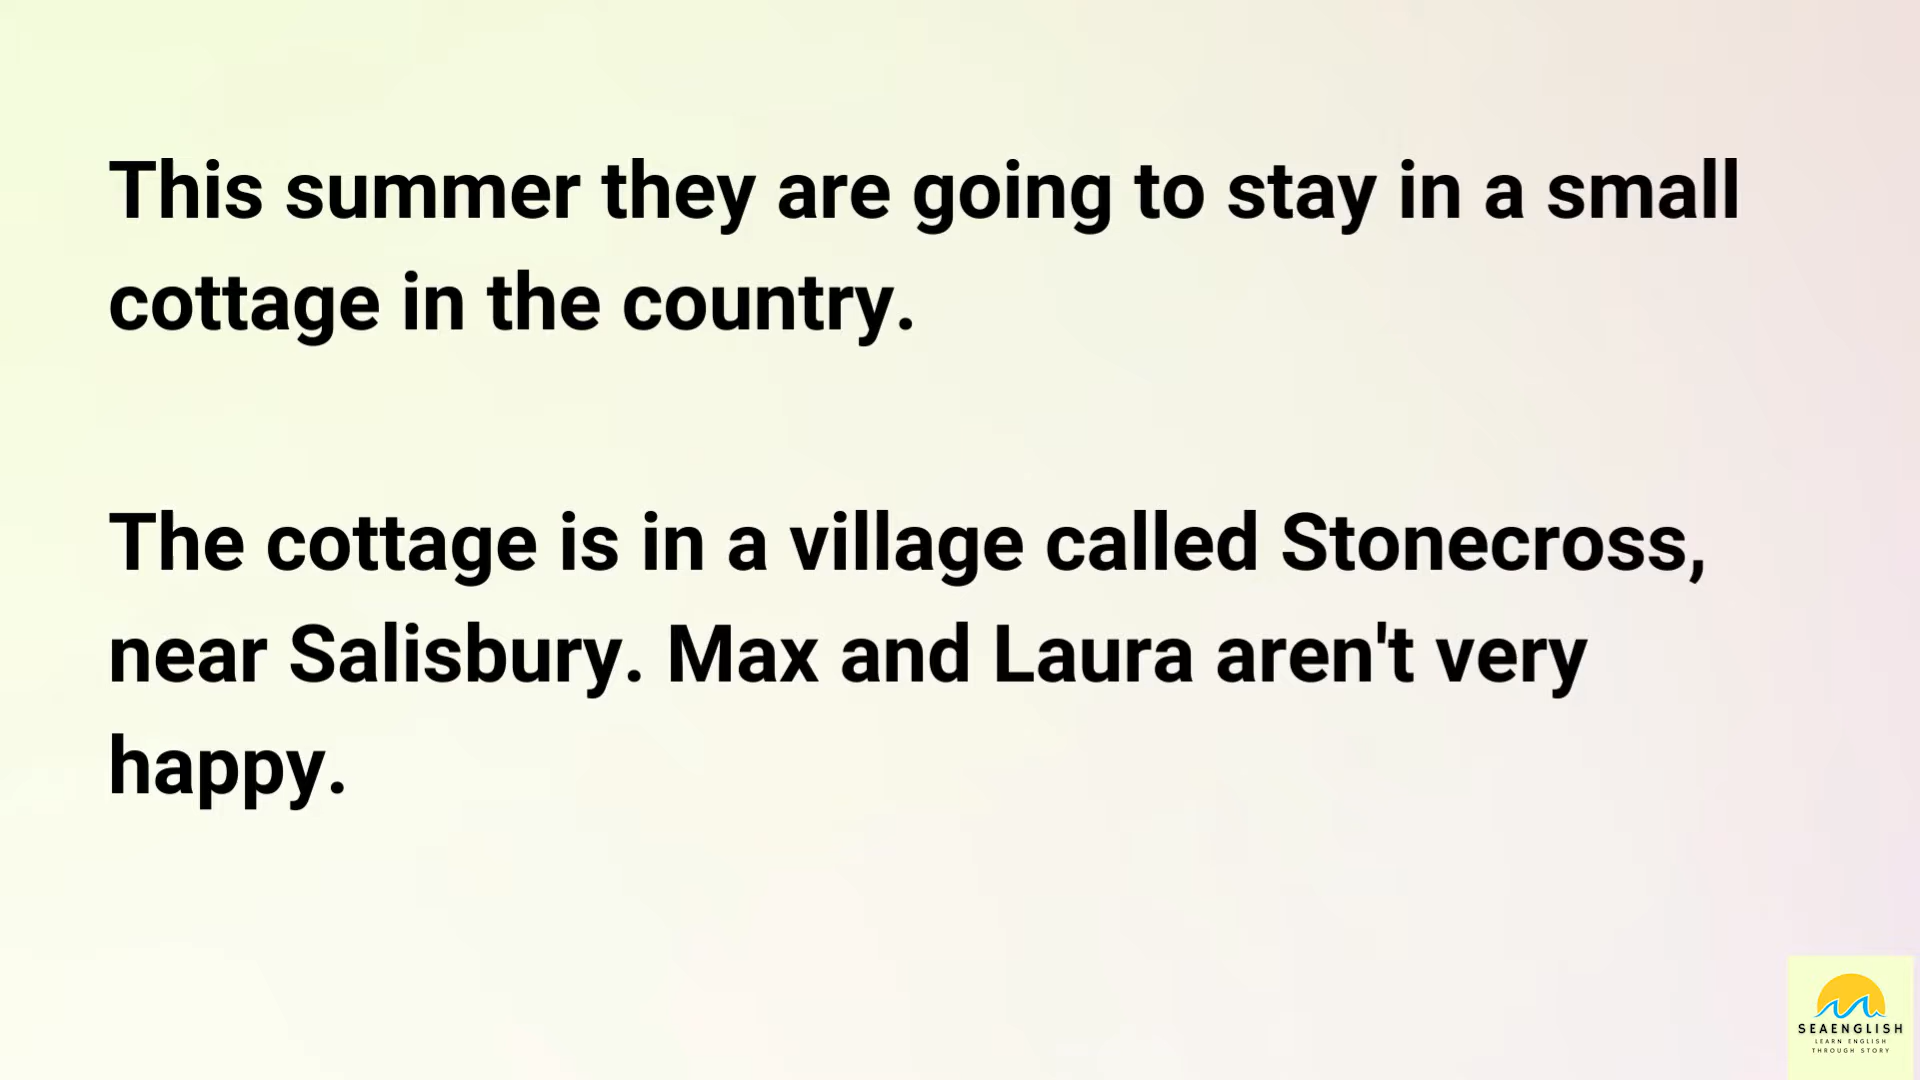 This summer they are going to stay in a small
cottage in the country.
The cottage is in a village called Stonecross,
near Salisbury. Max and Laura aren't very
happy.
SEAENGLISH
LEARN ENGLISH
THROUGH STORY